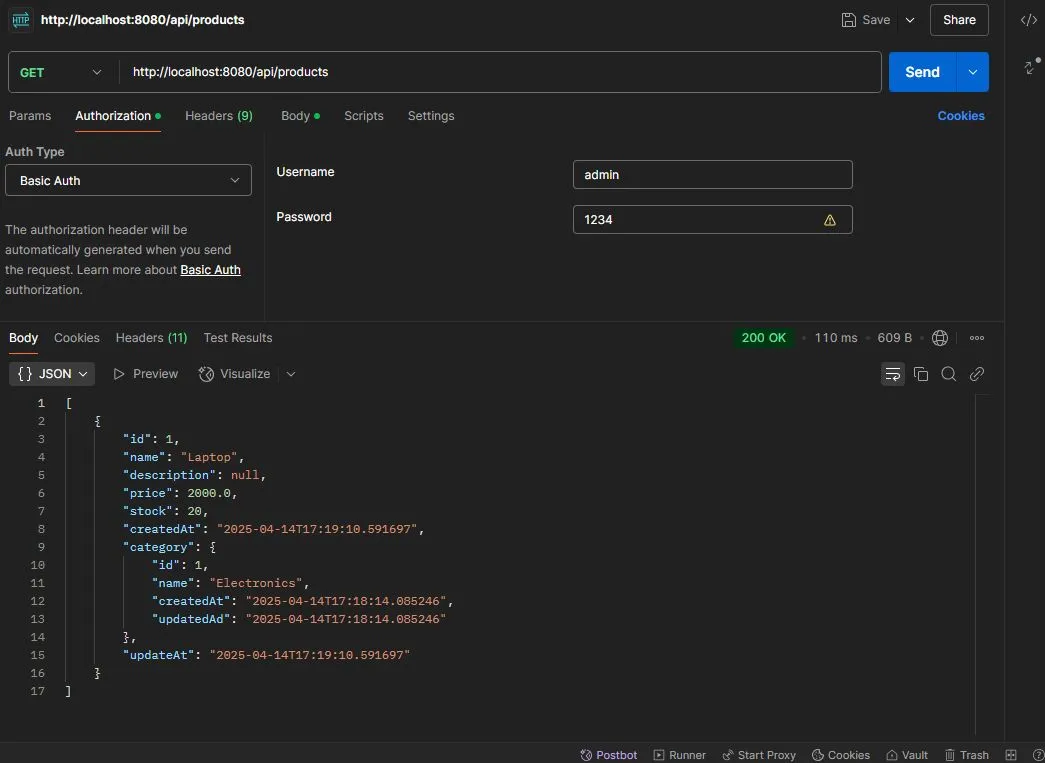 HTTP http://localhost:8080/api/products Save Share </>
GET http://localhost:8080/api/products Send
Params Authorization Headers (9) Body Scripts Settings Cookies
Auth Type
Basic Auth
The authorization header will be
automatically generated when you send
the request. Learn more about Basic Auth
authorization.
Username admin
Password 1234
Body Cookies Headers (11) Test Results 200 OK • 110 ms • 609 B •
{} JSON Preview Visualize
1 [
2 {
3 "id": 1,
4 "name": "Laptop",
5 "description": null,
6 "price": 2000.0,
7 "stock": 20,
8 "createdAt": "2025-04-14T17:19:10.591697",
9 "category": {
10 "id": 1,
11 "name": "Electronics",
12 "createdAt": "2025-04-14T17:18:14.085246",
13 "updatedAd": "2025-04-14T17:18:14.085246"
14 },
15 "updateAt": "2025-04-14T17:19:10.591697"
16 }
17 ]
Postbot Runner Start Proxy Cookies Vault Trash